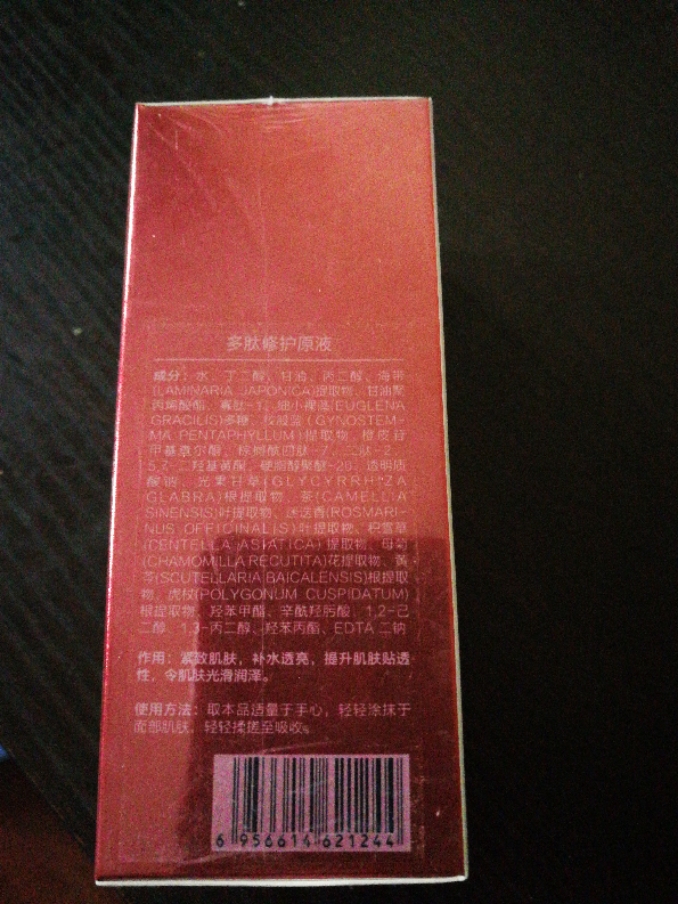 多肽修护原液
成分：水、丁二醇、甘油、丙二醇、海带
(LAMINARIA JAPONICA)提取物、甘油聚
丙烯酸酯、寡肽-1、细小裸藻(EUGLENA
GRACILIS)多糖、绞股蓝(GYNOSTEM-
MA PENTAPHYLLUM)提取物、橙皮苷
甲基查尔酮、棕榈酰四肽-7、二肽-2、
5,7-二羟基黄酮、硬脂醇聚醚-20、透明质
酸钠、光果甘草(GLYCYRRHIZA
GLABRA)根提取物、茶(CAMELLIA
SINENSIS)叶提取物、迷迭香(ROSMARI-
NUS OFFICINALIS)叶提取物、积雪草
(CENTELLA ASIATICA)提取物、母菊
(CHAMOMILLA RECUTITA)花提取物、黄
芩(SCUTELLARIA BAICALENSIS)根提取
物、虎杖(POLYGONUM CUSPIDATUM)
根提取物、羟苯甲酯、辛酰羟肟酸、1,2-己
二醇、1,3-丙二醇、羟苯丙酯、EDTA 二钠
作用：紧致肌肤，补水透亮，提升肌肤贴透
性，令肌肤光滑润泽。
使用方法：取本品适量于手心，轻轻涂抹于
面部肌肤，轻轻揉搓至吸收。
6 956614 621244